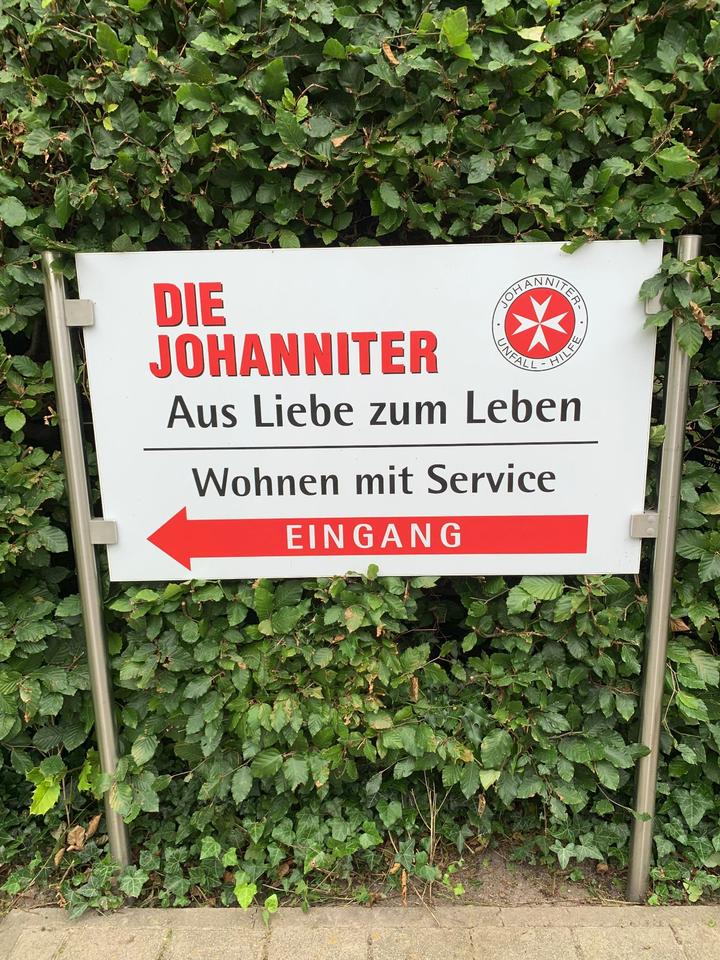 DIE
JOHANNITER
JOHANNITER-
UNFALL-HILFE
Aus Liebe zum Leben
Wohnen mit Service
EINGANG